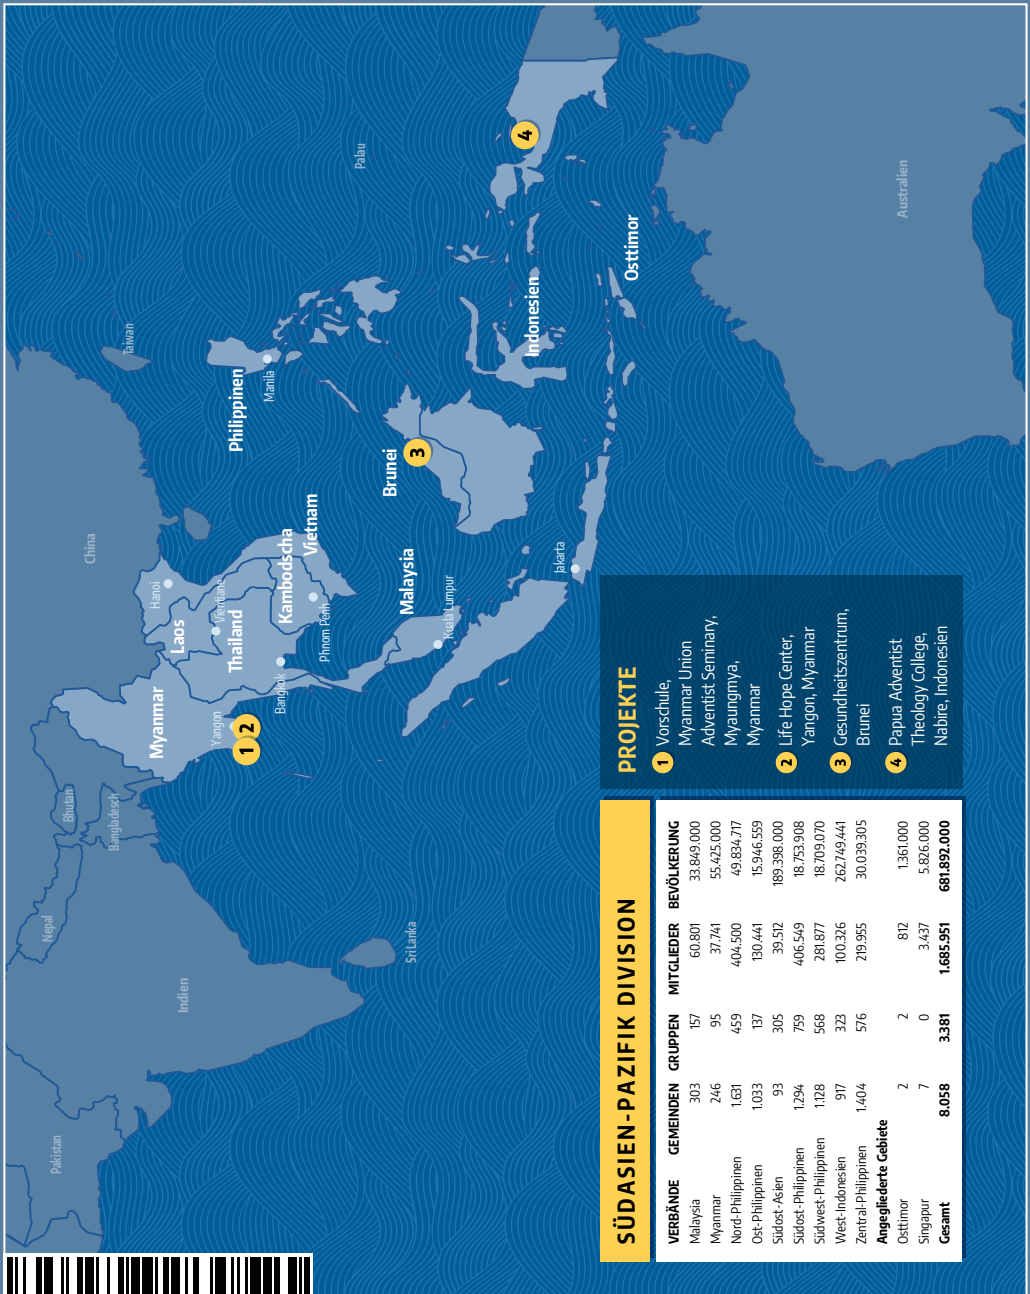 Pakistan
Nepal
Bhutan
Bangladesch
Indien
Sri Lanka
China
Taiwan
Palau
Australien
Myanmar
Yangon
1
2
Laos
Hanoi
Vientiane
Thailand
Bangkok
Kambodscha
Phnom Penh
Vietnam
Philippinen
Manila
Brunei
3
Malaysia
Kuala Lumpur
Jakarta
Indonesien
4
Osttimor
SÜDASIEN-PAZIFIK DIVISION
VERBÄNDE GEMEINDEN GRUPPEN MITGLIEDER BEVÖLKERUNG
Malaysia 303 157 60.801 33.849.000
Myanmar 246 95 37.741 55.425.000
Nord-Philippinen 1.631 459 404.500 49.834.717
Ost-Philippinen 1.033 137 130.441 15.946.559
Südost-Asien 93 305 39.512 189.398.000
Südost-Philippinen 1.294 759 406.549 18.753.908
Südwest-Philippinen 1.128 568 281.877 18.709.070
West-Indonesien 917 323 100.326 262.749.441
Zentral-Philippinen 1.404 576 219.955 30.039.305
Angegliederte Gebiete
Osttimor 2 2 812 1.361.000
Singapur 7 0 3.437 5.826.000
Gesamt 8.058 3.381 1.685.951 681.892.000
PROJEKTE
1 Vorschule,
Myanmar Union
Adventist Seminary,
Myaungmya,
Myanmar
2 Life Hope Center,
Yangon, Myanmar
3 Gesundheitszentrum,
Brunei
4 Papua Adventist
Theology College,
Nabire, Indonesien